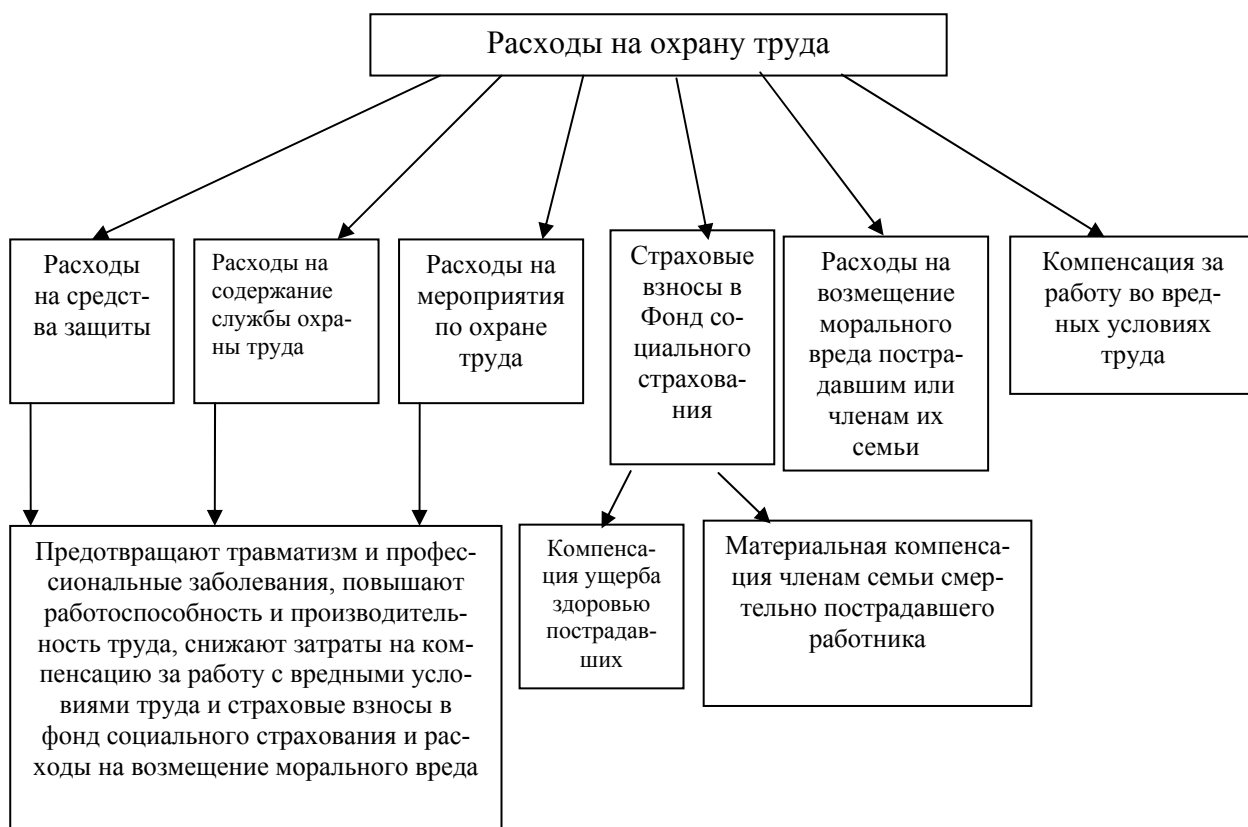 Расходы на охрану труда
Расходы
на средст-
ва защиты
Расходы на
содержание
службы охра-
ны труда
Расходы на
мероприятия
по охране
труда
Страховые
взносы в
Фонд со-
циального
страхова-
ния
Расходы на
возмещение
морального
вреда постра-
давшим или
членам их
семьи
Компенсация за
работу во вред-
ных условиях
труда
Предотвращают травматизм и профес-
сиональные заболевания, повышают
работоспособность и производитель-
ность труда, снижают затраты на ком-
пенсацию за работу с вредными усло-
виями труда и страховые взносы в
фонд социального страхования и рас-
ходы на возмещение морального вреда
Компенса-
ция ущерба
здоровью
пострадав-
ших
Материальная компенса-
ция членам семьи смер-
тельно пострадавшего
работника